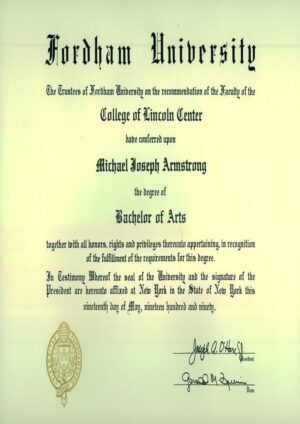 Fordham University
The Trustees of Fordham University on the recommendation of the Faculty of the
College of Lincoln Center
have conferred upon
Michael Joseph Armstrong
the degree of
Bachelor of Arts
together with all honors, rights and privileges thereunto appertaining, in recognition
of the fulfillment of the requirements for this degree.
In Testimony Whereof the seal of the University and the signature of the
President are hereunto affixed at New York in the State of New York this
nineteenth day of May, nineteen hundred and ninety.
Joseph A. O'Hare, SJ
President
Dean